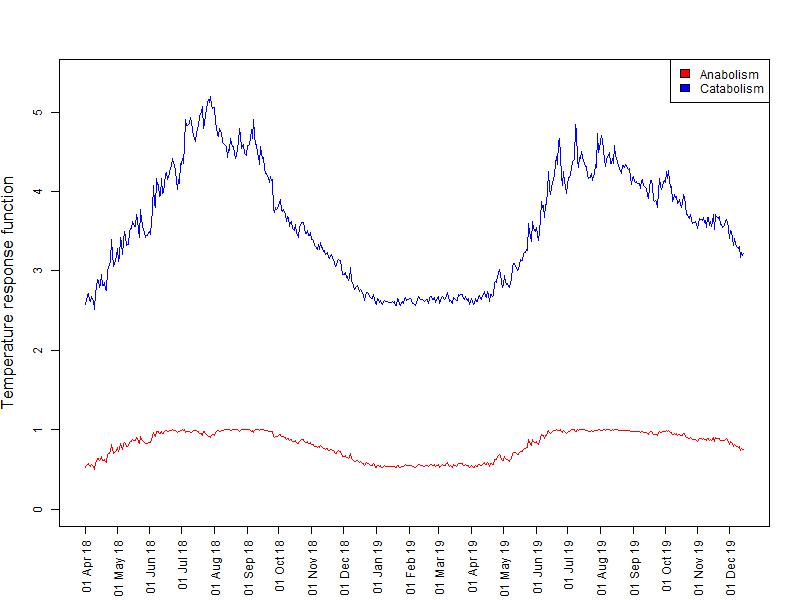 Anabolism
Catabolism
Temperature response function
5
4
3
2
1
0
01 Apr 18
01 May 18
01 Jun 18
01 Jul 18
01 Aug 18
01 Sep 18
01 Oct 18
01 Nov 18
01 Dec 18
01 Jan 19
01 Feb 19
01 Mar 19
01 Apr 19
01 May 19
01 Jun 19
01 Jul 19
01 Aug 19
01 Sep 19
01 Oct 19
01 Nov 19
01 Dec 19